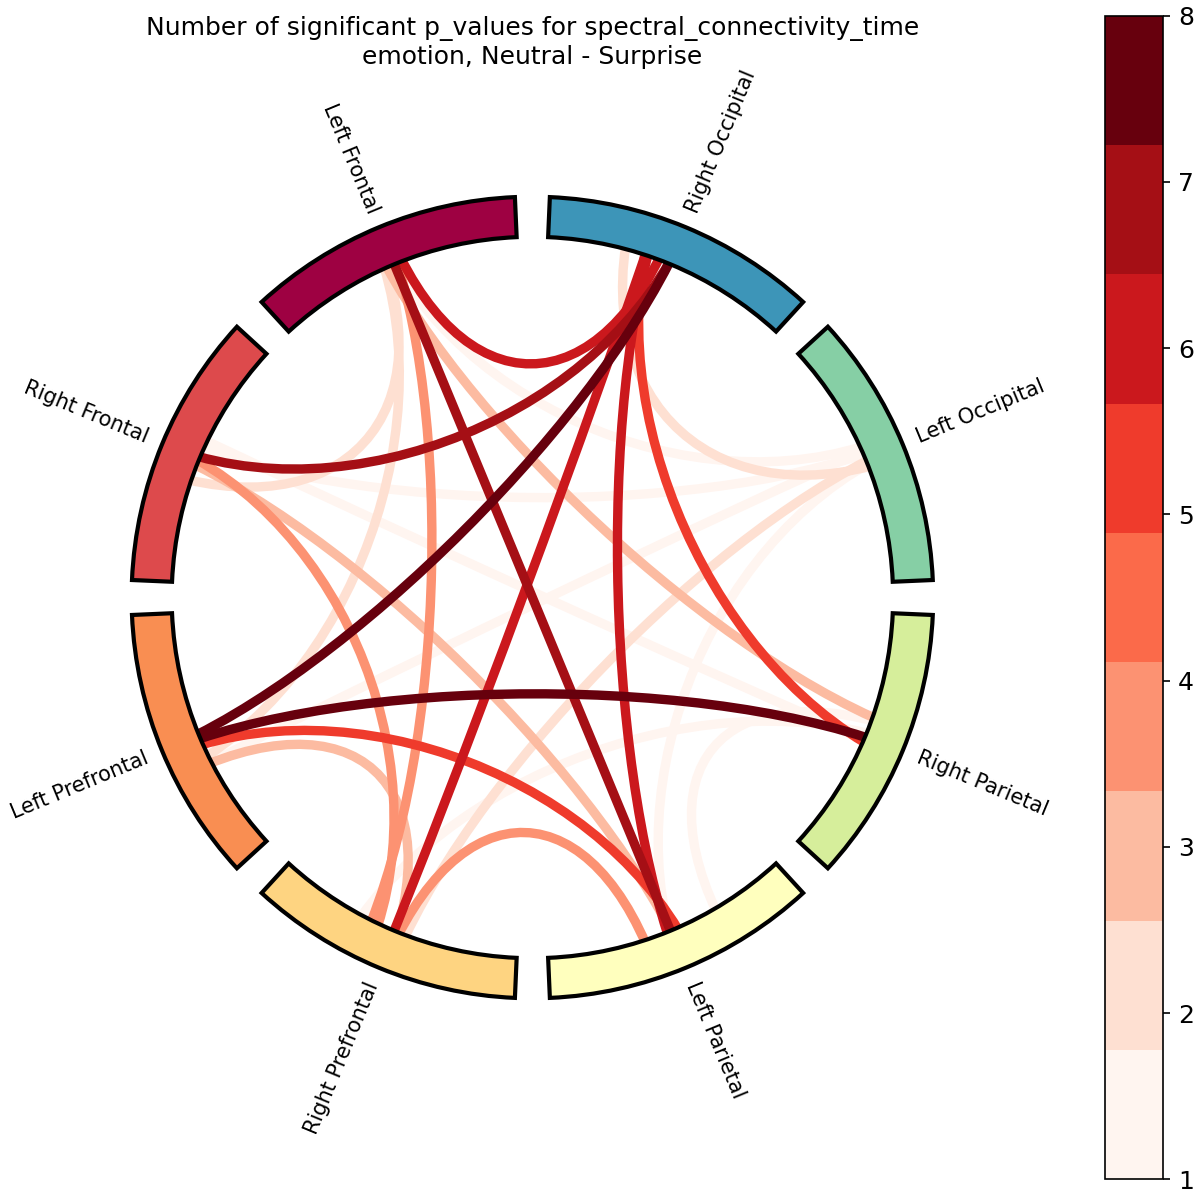 Number of significant p_values for spectral_connectivity_time
emotion, Neutral - Surprise
Left Frontal
Right Occipital
Right Frontal
Left Occipital
Left Prefrontal
Right Parietal
Right Prefrontal
Left Parietal
8
7
6
5
4
3
2
1